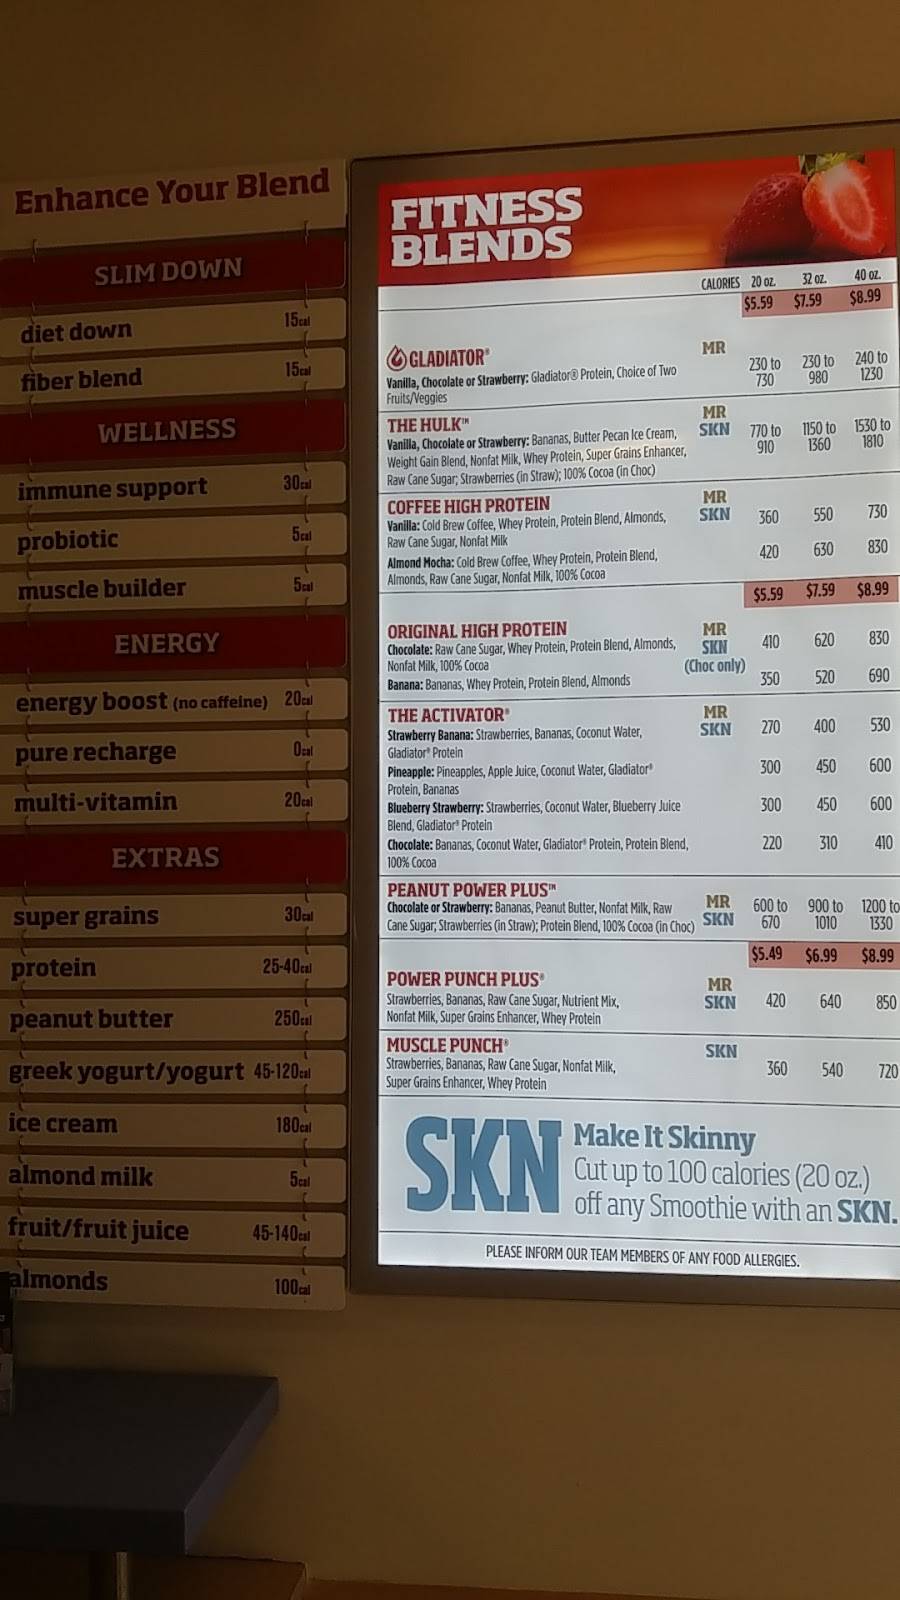 Enhance Your Blend
SLIM DOWN
diet down 15cal
fiber blend 15cal
WELLNESS
immune support 30cal
probiotic 5cal
muscle builder 5cal
ENERGY
energy boost (no caffeine) 20cal
pure recharge 0cal
multi-vitamin 20cal
EXTRAS
super grains 30cal
protein 25-40cal
peanut butter 250cal
greek yogurt/yogurt 45-120cal
ice cream 180cal
almond milk 5cal
fruit/fruit juice 45-140cal
almonds 100cal
FITNESS
BLENDS
CALORIES 20 oz. 32 oz. 40 oz.
$5.59 $7.59 $8.99
GLADIATOR® MR
Vanilla, Chocolate or Strawberry: Gladiator® Protein, Choice of Two 230 to 230 to 240 to
Fruits/Veggies 730 980 1230
THE HULK™ MR
Vanilla, Chocolate or Strawberry: Bananas, Butter Pecan Ice Cream, SKN 770 to 1150 to 1530 to
Weight Gain Blend, Nonfat Milk, Whey Protein, Super Grains Enhancer, 910 1360 1810
Raw Cane Sugar; Strawberries (in Straw); 100% Cocoa (in Choc)
COFFEE HIGH PROTEIN MR
Vanilla: Cold Brew Coffee, Whey Protein, Protein Blend, Almonds, SKN 360 550 730
Raw Cane Sugar, Nonfat Milk
Almond Mocha: Cold Brew Coffee, Whey Protein, Protein Blend, 420 630 830
Almonds, Raw Cane Sugar, Nonfat Milk, 100% Cocoa
$5.59 $7.59 $8.99
ORIGINAL HIGH PROTEIN MR
Chocolate: Raw Cane Sugar, Whey Protein, Protein Blend, Almonds, SKN 410 620 830
Nonfat Milk, 100% Cocoa (Choc only)
Banana: Bananas, Whey Protein, Protein Blend, Almonds 350 520 690
THE ACTIVATOR® MR
Strawberry Banana: Strawberries, Bananas, Coconut Water, SKN 270 400 530
Gladiator® Protein
Pineapple: Pineapples, Apple Juice, Coconut Water, Gladiator® 300 450 600
Protein, Bananas
Blueberry Strawberry: Strawberries, Coconut Water, Blueberry Juice 300 450 600
Blend, Gladiator® Protein
Chocolate: Bananas, Coconut Water, Gladiator® Protein, Protein Blend, 220 310 410
100% Cocoa
PEANUT POWER PLUS™
Chocolate or Strawberry: Bananas, Peanut Butter, Nonfat Milk, Raw MR 600 to 900 to 1200 to
Cane Sugar; Strawberries (in Straw); Protein Blend, 100% Cocoa (in Choc) SKN 670 1010 1330
$5.49 $6.99 $8.99
POWER PUNCH PLUS® MR
Strawberries, Bananas, Raw Cane Sugar, Nutrient Mix, SKN 420 640 850
Nonfat Milk, Super Grains Enhancer, Whey Protein
MUSCLE PUNCH® SKN
Strawberries, Bananas, Raw Cane Sugar, Nonfat Milk, 360 540 720
Super Grains Enhancer, Whey Protein
SKN Make It Skinny
Cut up to 100 calories (20 oz.)
off any Smoothie with an SKN.
PLEASE INFORM OUR TEAM MEMBERS OF ANY FOOD ALLERGIES.